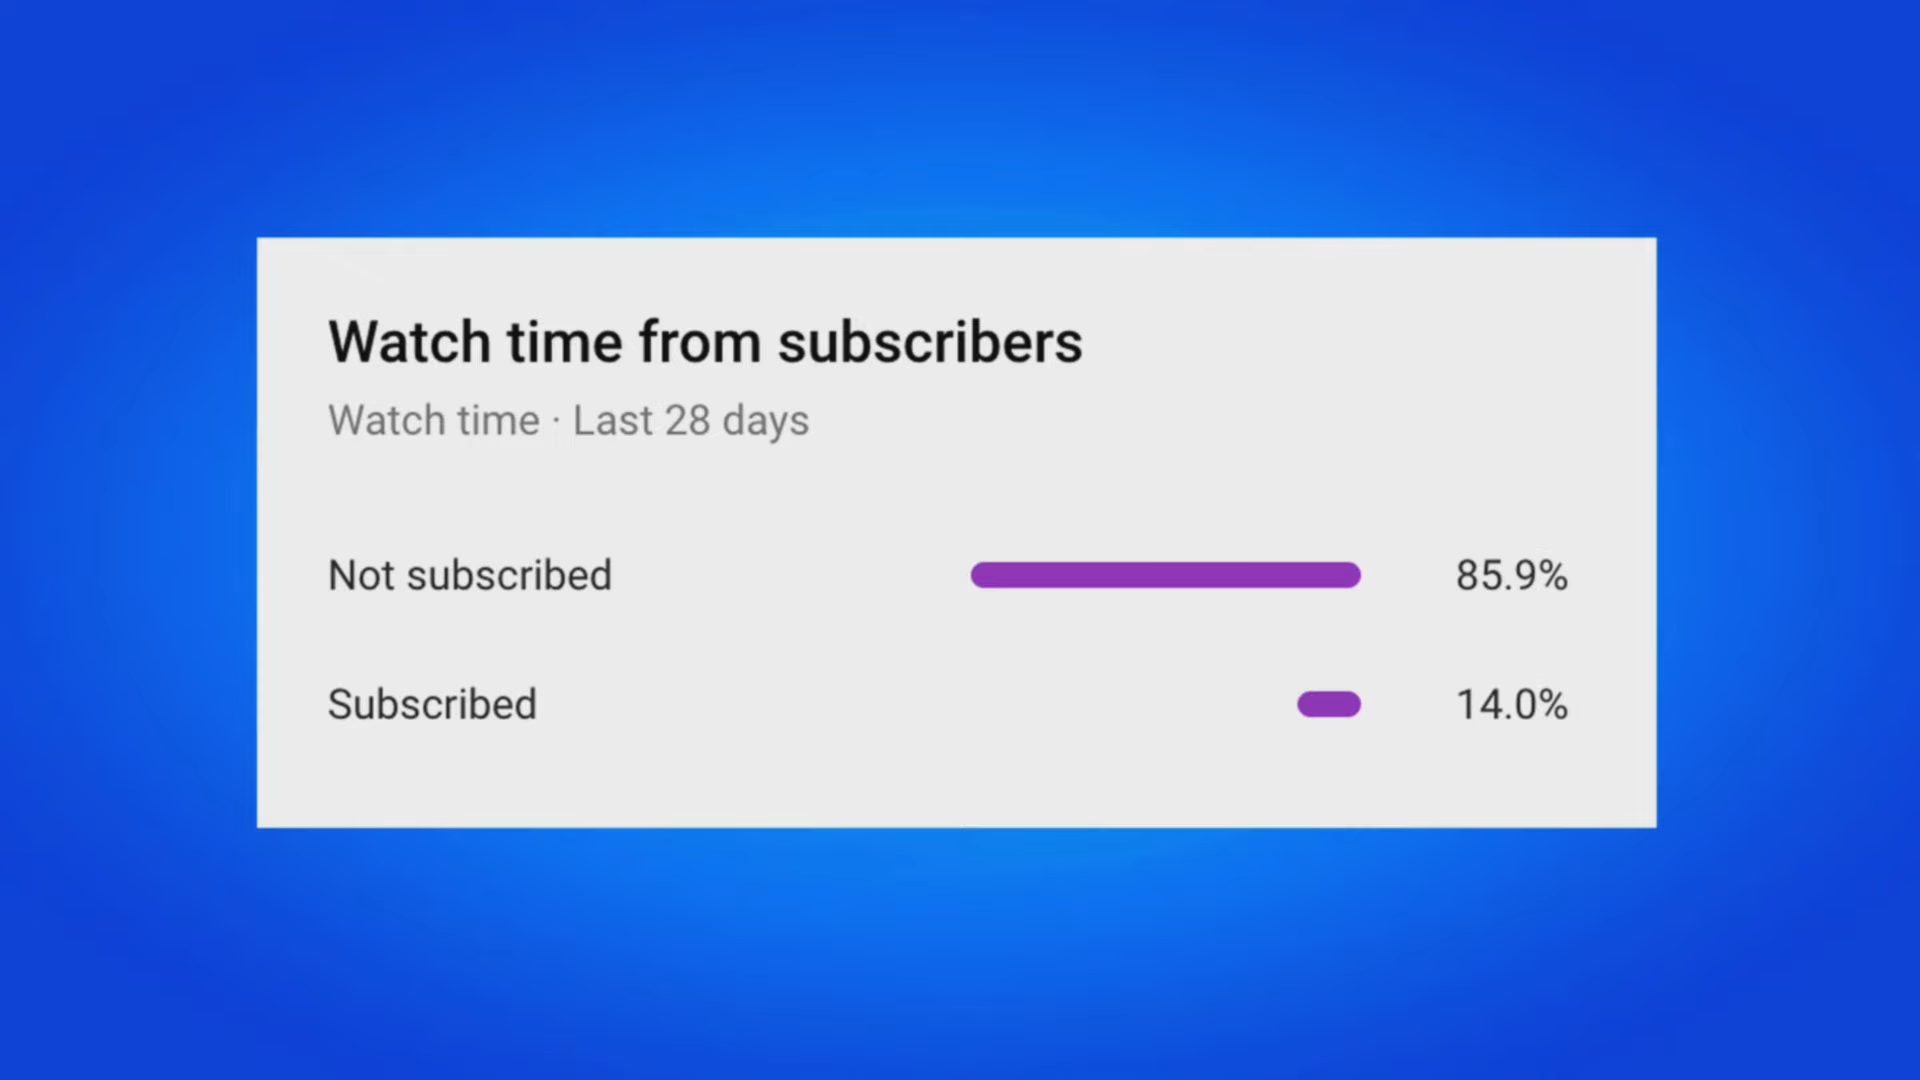 Watch time from subscribers
Watch time · Last 28 days
Not subscribed 85.9%
Subscribed 14.0%